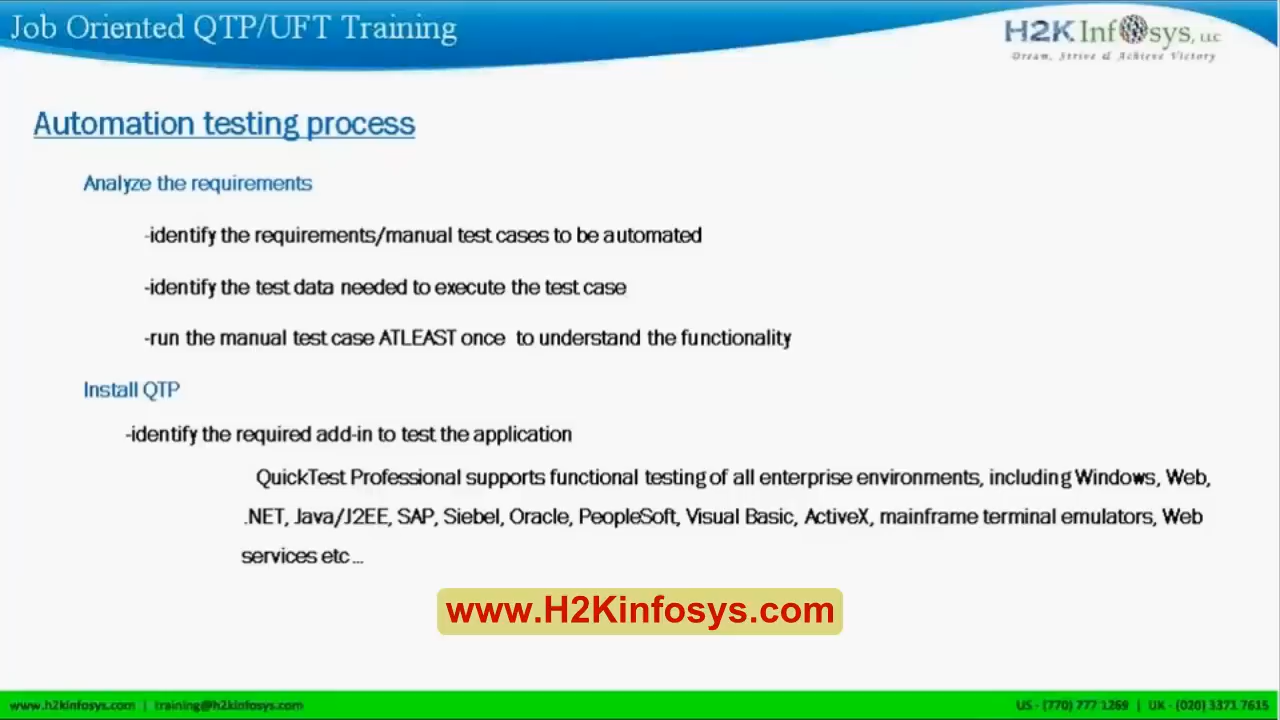 Job Oriented QTP/UFT Training
H2K Infosys, LLC
Dream, Strive & Achieve Victory
Automation testing process
Analyze the requirements
-identify the requirements/manual test cases to be automated
-identify the test data needed to execute the test case
-run the manual test case ATLEAST once to understand the functionality
Install QTP
-identify the required add-in to test the application
QuickTest Professional supports functional testing of all enterprise environments, including Windows, Web,
.NET, Java/J2EE, SAP, Siebel, Oracle, PeopleSoft, Visual Basic, ActiveX, mainframe terminal emulators, Web
services etc...
www.H2Kinfosys.com
www.h2kinfosys.com | training@h2kinfosys.com
US - (770) 777 1269 | UK - (020) 3371 7615